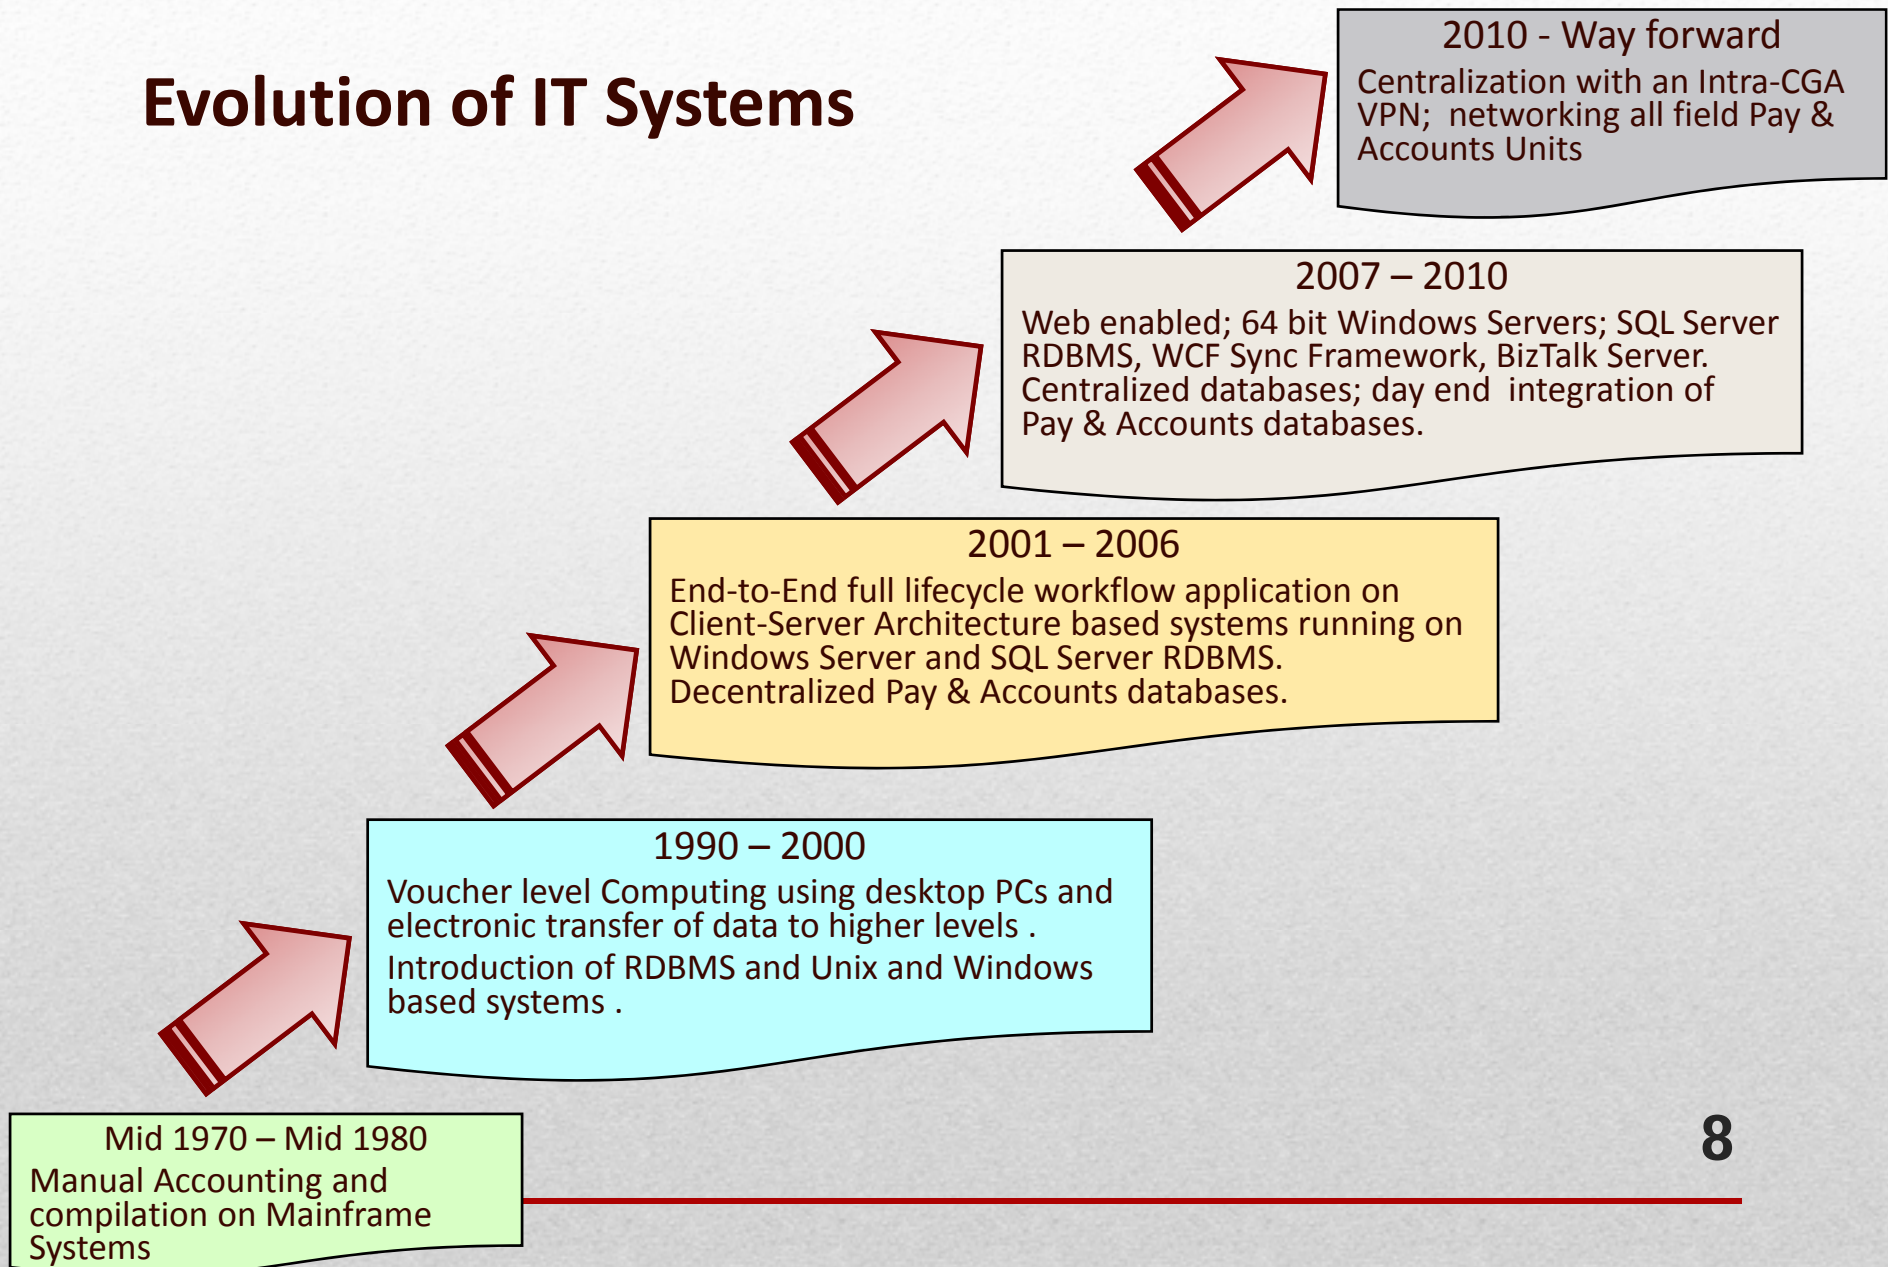 Evolution of IT Systems
2010 - Way forward
Centralization with an Intra-CGA
VPN;  networking all field Pay &
Accounts Units
2007 – 2010
Web enabled; 64 bit Windows Servers; SQL Server
RDBMS, WCF Sync Framework, BizTalk Server.
Centralized databases; day end  integration of
Pay & Accounts databases.
2001 – 2006
End-to-End full lifecycle workflow application on
Client-Server Architecture based systems running on
Windows Server and SQL Server RDBMS.
Decentralized Pay & Accounts databases.
1990 – 2000
Voucher level Computing using desktop PCs and
electronic transfer of data to higher levels .
Introduction of RDBMS and Unix and Windows
based systems .
Mid 1970 – Mid 1980
Manual Accounting and
compilation on Mainframe
Systems
8